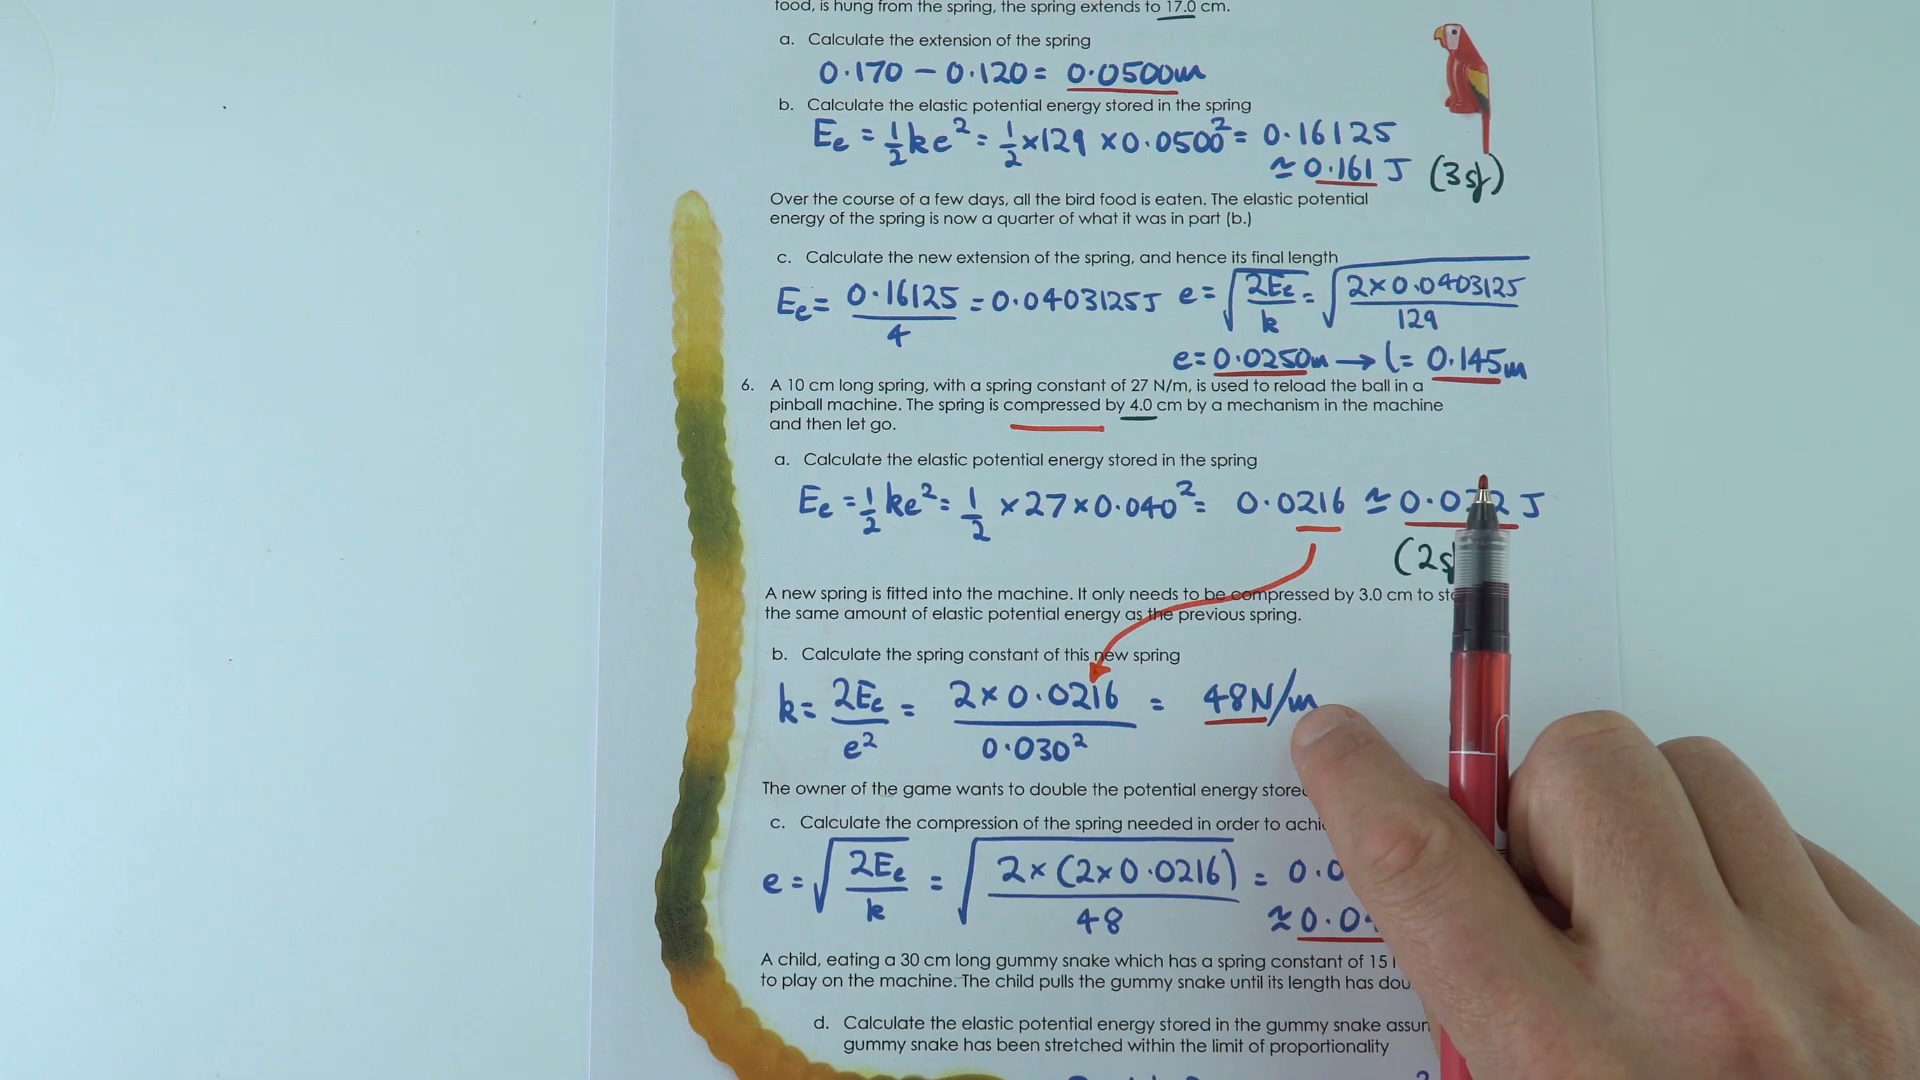 food, is hung from the spring, the spring extends to 17.0 cm.
a. Calculate the extension of the spring
0.170 - 0.120 = 0.0500m
b. Calculate the elastic potential energy stored in the spring
Ee = 1/2 ke² = 1/2 × 129 × 0.0500² = 0.16125
≈ 0.161 J (3sf)
Over the course of a few days, all the bird food is eaten. The elastic potential
energy of the spring is now a quarter of what it was in part (b.)
c. Calculate the new extension of the spring, and hence its final length
Ee = 0.16125/4 = 0.0403125J e = √(2Ee/k) = √(2×0.0403125/129)
e = 0.0250m → l = 0.145m
6. A 10 cm long spring, with a spring constant of 27 N/m, is used to reload the ball in a
pinball machine. The spring is compressed by 4.0 cm by a mechanism in the machine
and then let go.
a. Calculate the elastic potential energy stored in the spring
Ee = 1/2 ke² = 1/2 × 27 × 0.040² = 0.0216 ≈ 0.022 J
(2s
A new spring is fitted into the machine. It only needs to be compressed by 3.0 cm to
the same amount of elastic potential energy as the previous spring.
b. Calculate the spring constant of this new spring
k = 2Ee/e² = 2×0.0216/0.030² = 48N/m
The owner of the game wants to double the potential energy
c. Calculate the compression of the spring needed in order to
e = √(2Ee/k) = √(2×(2×0.0216)/48) = 0.0
≈ 0.0
A child, eating a 30 cm long gummy snake which has a spring constant of 15
to play on the machine. The child pulls the gummy snake until its length has
d. Calculate the elastic potential energy stored in the gummy snake
gummy snake has been stretched within the limit of proportionality